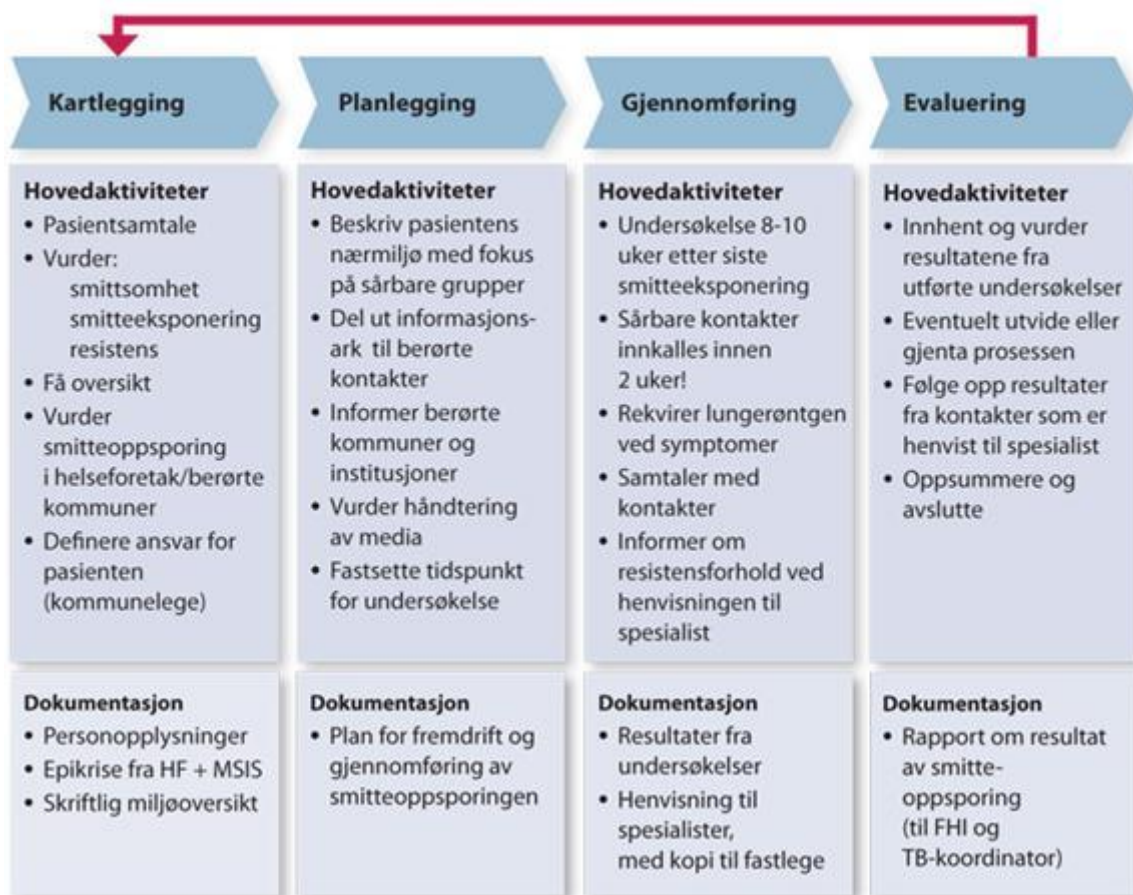 Kartlegging
Planlegging
Gjennomføring
Evaluering
Hovedaktiviteter
• Pasientsamtale
• Vurder:
smittsomhet
smitteeksponering
resistens
• Få oversikt
• Vurder
smitteoppsporing
i helseforetak/berørte
kommuner
• Definere ansvar for
pasienten
(kommunelege)
Hovedaktiviteter
• Beskriv pasientens
nærmiljø med fokus
på sårbare grupper
• Del ut informasjons-
ark til berørte
kontakter
• Informer berørte
kommuner og
institusjoner
• Vurder håndtering
av media
• Fastsette tidspunkt
for undersøkelse
Hovedaktiviteter
• Undersøkelse 8-10
uker etter siste
smitteeksponering
• Sårbare kontakter
innkalles innen
2 uker!
• Rekvirer lungerøntgen
ved symptomer
• Samtaler med
kontakter
• Informer om
resistensforhold ved
henvisningen til
spesialist
Hovedaktiviteter
• Innhent og vurder
resultatene fra
utførte undersøkelser
• Eventuelt utvide eller
gjenta prosessen
• Følge opp resultater
fra kontakter som er
henvist til spesialist
• Oppsummere og
avslutte
Dokumentasjon
• Personopplysninger
• Epikrise fra HF + MSIS
• Skriftlig miljøoversikt
Dokumentasjon
• Plan for fremdrift og
gjennomføring av
smitteoppsporingen
Dokumentasjon
• Resultater fra
undersøkelser
• Henvisning til
spesialister,
med kopi til fastlege
Dokumentasjon
• Rapport om resultat
av smitte-
oppsporing
(til FHI og
TB-koordinator)